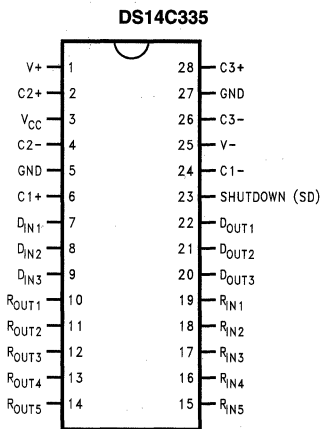 DS14C335
V+ 1 28 C3+
C2+ 2 27 GND
VCC 3 26 C3-
C2- 4 25 V-
GND 5 24 C1-
C1+ 6 23 SHUTDOWN (SD)
DIN1 7 22 DOUT1
DIN2 8 21 DOUT2
DIN3 9 20 DOUT3
ROUT1 10 19 RIN1
ROUT2 11 18 RIN2
ROUT3 12 17 RIN3
ROUT4 13 16 RIN4
ROUT5 14 15 RIN5